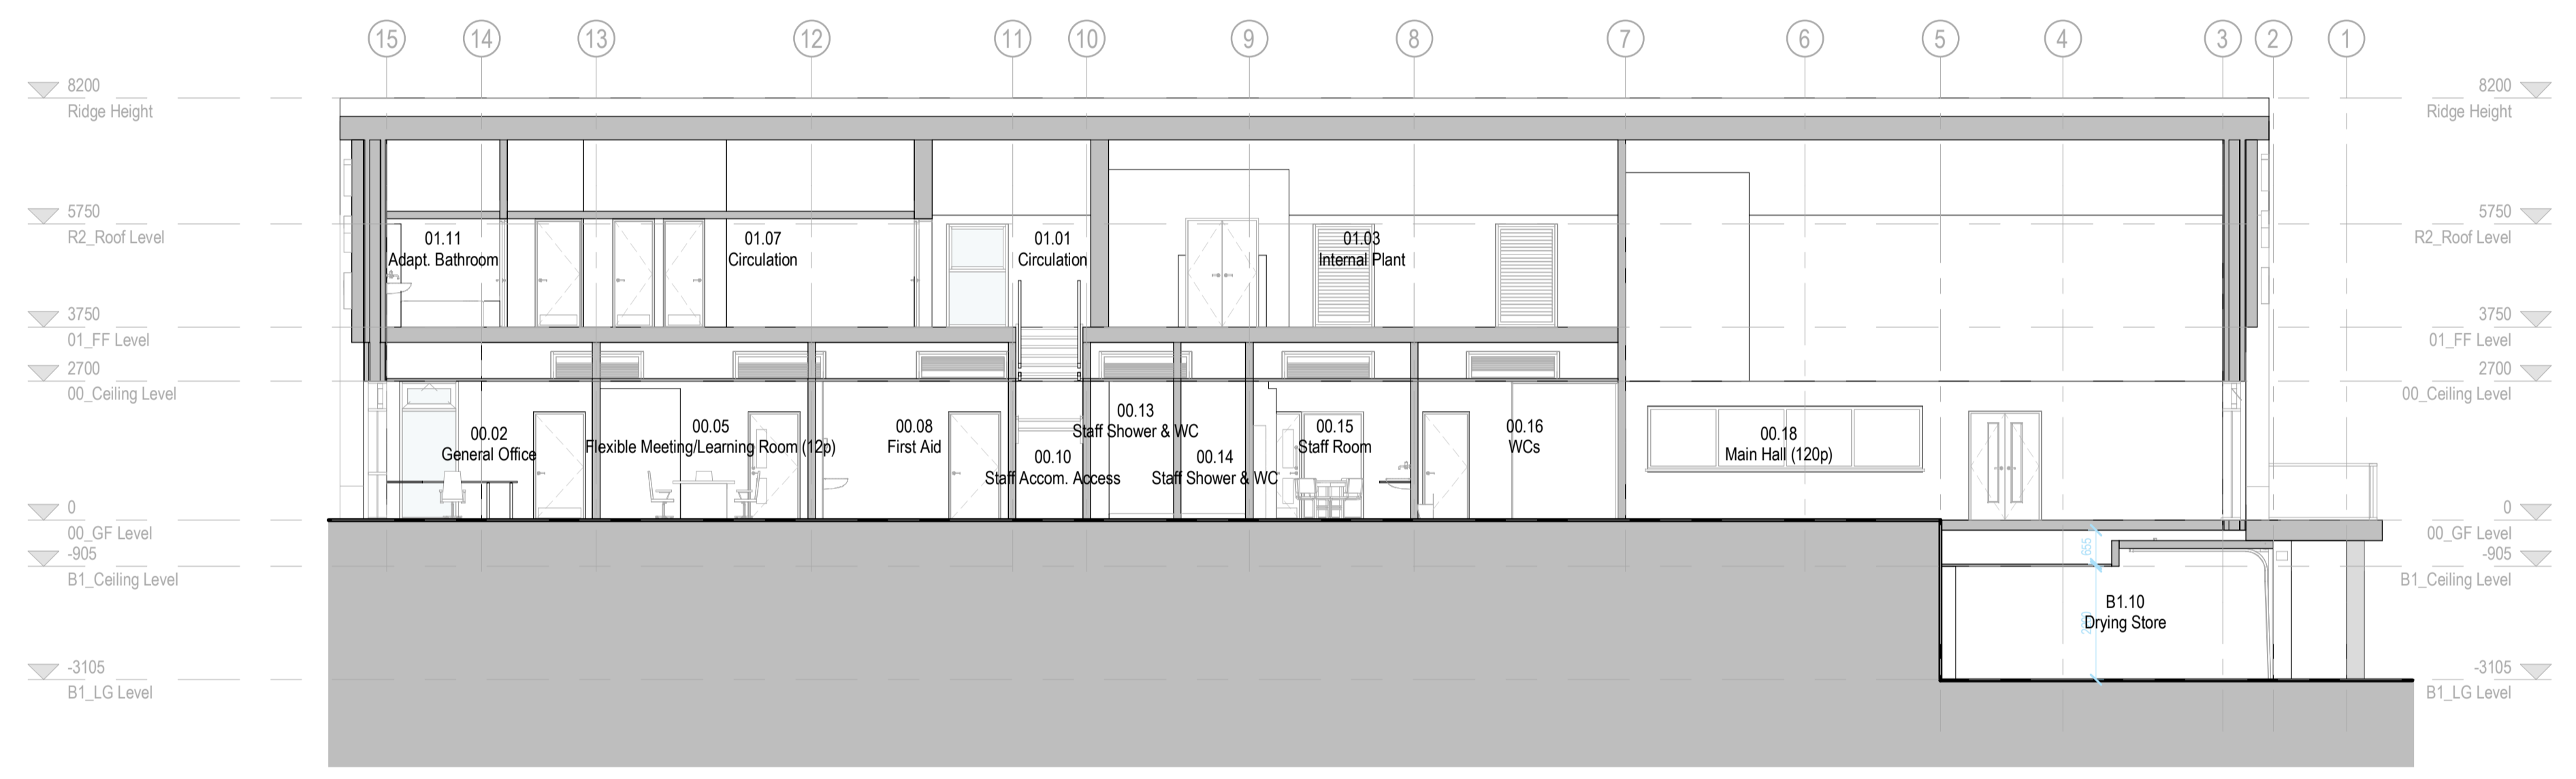 15 14 13 12 11 10 9 8 7 6 5 4 3 2 1
8200
Ridge Height
8200
Ridge Height
5750
R2_Roof Level
5750
R2_Roof Level
01.11
Adapt. Bathroom
01.07
Circulation
01.01
Circulation
01.03
Internal Plant
3750
01_FF Level
3750
01_FF Level
2700
00_Ceiling Level
2700
00_Ceiling Level
00.02
General Office
00.05
Flexible Meeting/Learning Room (12p)
00.08
First Aid
00.13
Staff Shower & WC
00.10
Staff Accom. Access
00.14
Staff Shower & WC
00.15
Staff Room
00.16
WCs
00.18
Main Hall (120p)
0
00_GF Level
0
00_GF Level
-905
B1_Ceiling Level
655
-905
B1_Ceiling Level
B1.10
Drying Store
-3105
B1_LG Level
-3105
B1_LG Level